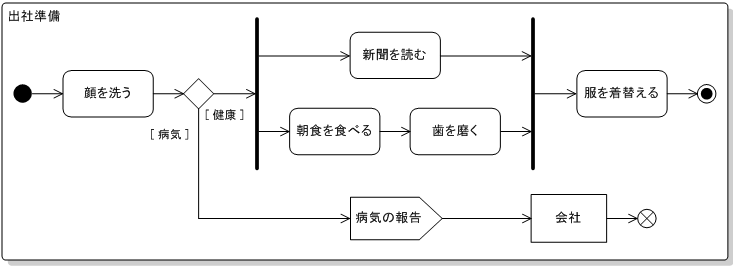 出社準備
新聞を読む
顔を洗う
服を着替える
[ 健康 ]
朝食を食べる
歯を磨く
[ 病気 ]
病気の報告
会社